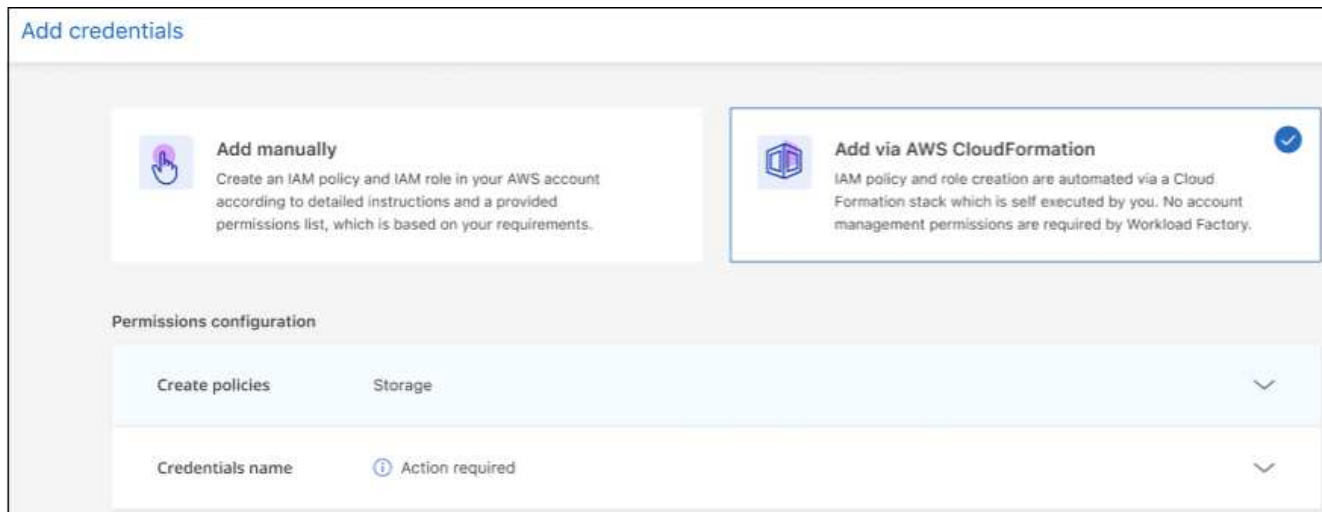 Add credentials
Add manually
Create an IAM policy and IAM role in your AWS account
according to detailed instructions and a provided
permissions list, which is based on your requirements.
Add via AWS CloudFormation
IAM policy and role creation are automated via a Cloud
Formation stack which is self executed by you. No account
management permissions are required by Workload Factory.
Permissions configuration
Create policies Storage
Credentials name Action required